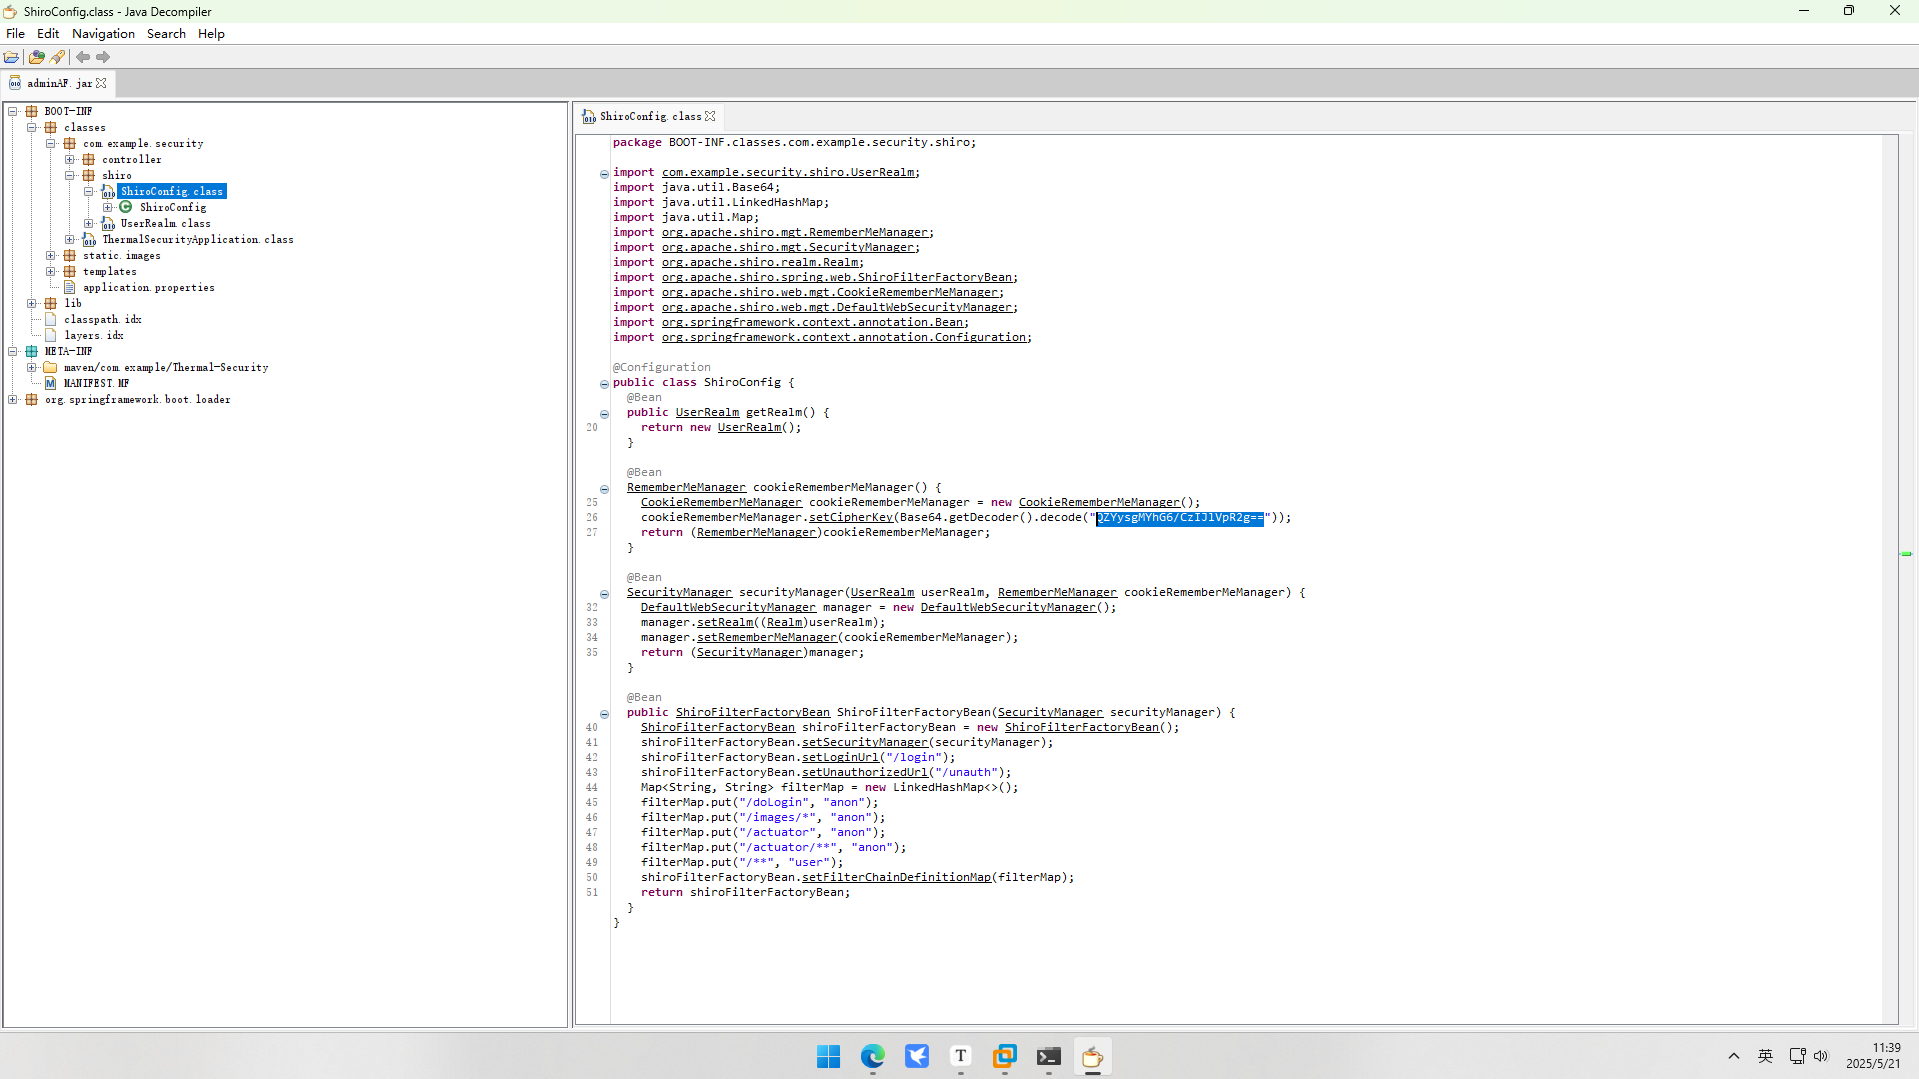 ShiroConfig.class - Java Decompiler
File Edit Navigation Search Help
adminAF.jar
BOOT-INF
classes
com.example.security
controller
shiro
ShiroConfig.class
ShiroConfig
UserRealm.class
ThermalSecurityApplication.class
static.images
templates
application.properties
lib
classpath.idx
layers.idx
META-INF
maven/com.example/Thermal-Security
MANIFEST.MF
org.springframework.boot.loader
ShiroConfig.class
package BOOT-INF.classes.com.example.security.shiro;
import com.example.security.shiro.UserRealm;
import java.util.Base64;
import java.util.LinkedHashMap;
import java.util.Map;
import org.apache.shiro.mgt.RememberMeManager;
import org.apache.shiro.mgt.SecurityManager;
import org.apache.shiro.realm.Realm;
import org.apache.shiro.spring.web.ShiroFilterFactoryBean;
import org.apache.shiro.web.mgt.CookieRememberMeManager;
import org.apache.shiro.web.mgt.DefaultWebSecurityManager;
import org.springframework.context.annotation.Bean;
import org.springframework.context.annotation.Configuration;
@Configuration
public class ShiroConfig {
@Bean
public UserRealm getRealm() {
20 return new UserRealm();
}
@Bean
RememberMeManager cookieRememberMeManager() {
25 CookieRememberMeManager cookieRememberMeManager = new CookieRememberMeManager();
26 cookieRememberMeManager.setCipherKey(Base64.getDecoder().decode("QZYysgMYhG6/CzIJlVpR2g=="));
27 return (RememberMeManager)cookieRememberMeManager;
}
@Bean
SecurityManager securityManager(UserRealm userRealm, RememberMeManager cookieRememberMeManager) {
32 DefaultWebSecurityManager manager = new DefaultWebSecurityManager();
33 manager.setRealm((Realm)userRealm);
34 manager.setRememberMeManager(cookieRememberMeManager);
35 return (SecurityManager)manager;
}
@Bean
public ShiroFilterFactoryBean ShiroFilterFactoryBean(SecurityManager securityManager) {
40 ShiroFilterFactoryBean shiroFilterFactoryBean = new ShiroFilterFactoryBean();
41 shiroFilterFactoryBean.setSecurityManager(securityManager);
42 shiroFilterFactoryBean.setLoginUrl("/login");
43 shiroFilterFactoryBean.setUnauthorizedUrl("/unauth");
44 Map<String, String> filterMap = new LinkedHashMap<>();
45 filterMap.put("/doLogin", "anon");
46 filterMap.put("/images/*", "anon");
47 filterMap.put("/actuator", "anon");
48 filterMap.put("/actuator/**", "anon");
49 filterMap.put("/**", "user");
50 shiroFilterFactoryBean.setFilterChainDefinitionMap(filterMap);
51 return shiroFilterFactoryBean;
}
}
英
11:39
2025/5/21